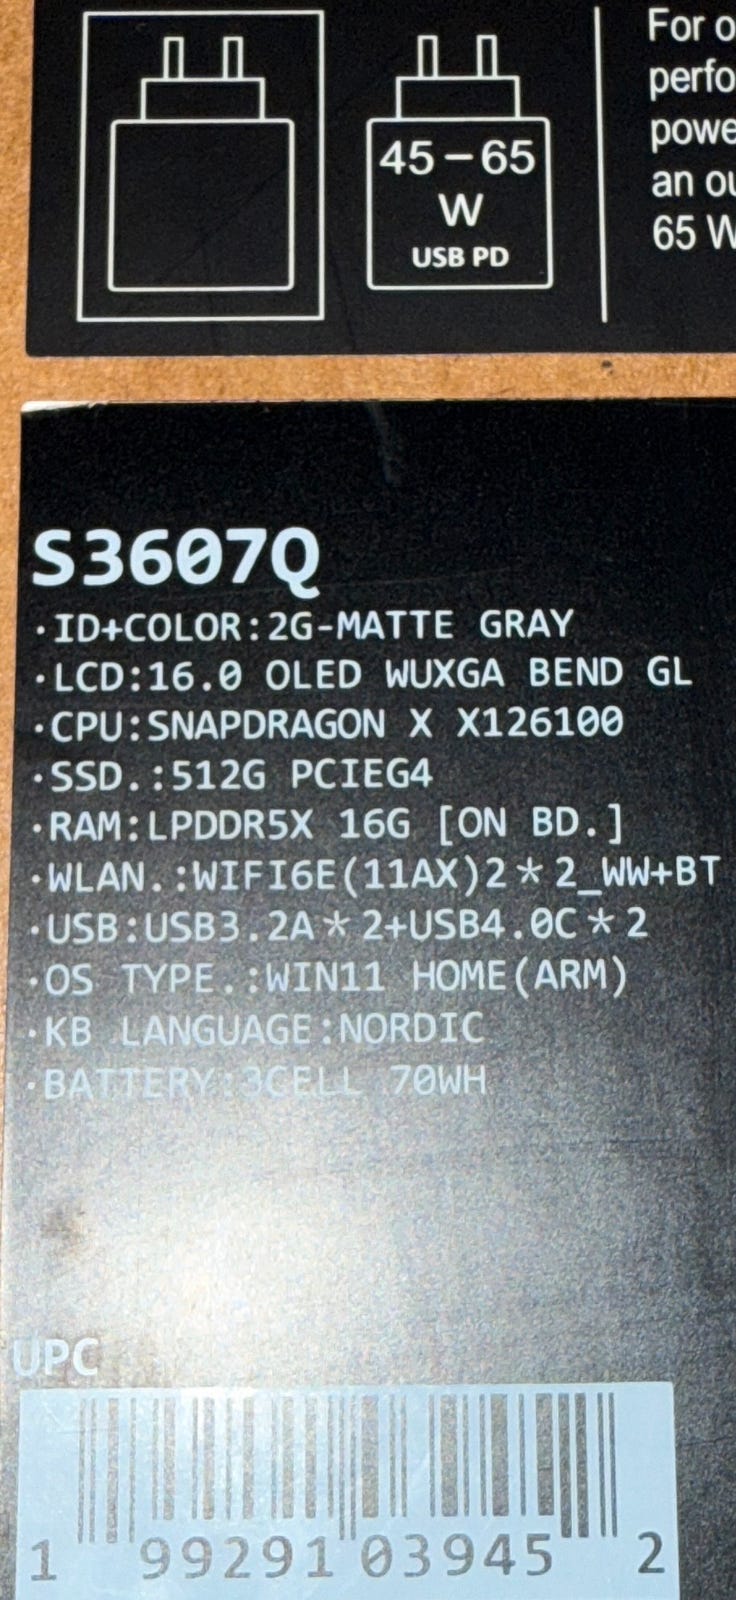 45–65
W
USB PD
For o
perfo
powe
an ou
65 W
S3607Q
·ID+COLOR:2G-MATTE GRAY
·LCD:16.0 OLED WUXGA BEND GL
·CPU:SNAPDRAGON X X126100
·SSD.:512G PCIEG4
·RAM:LPDDR5X 16G [ON BD.]
·WLAN.:WIFI6E(11AX)2*2_WW+BT
·USB:USB3.2A*2+USB4.0C*2
·OS TYPE.:WIN11 HOME(ARM)
·KB LANGUAGE:NORDIC
·BATTERY:3CELL 70WH
UPC
1 99291 03945 2